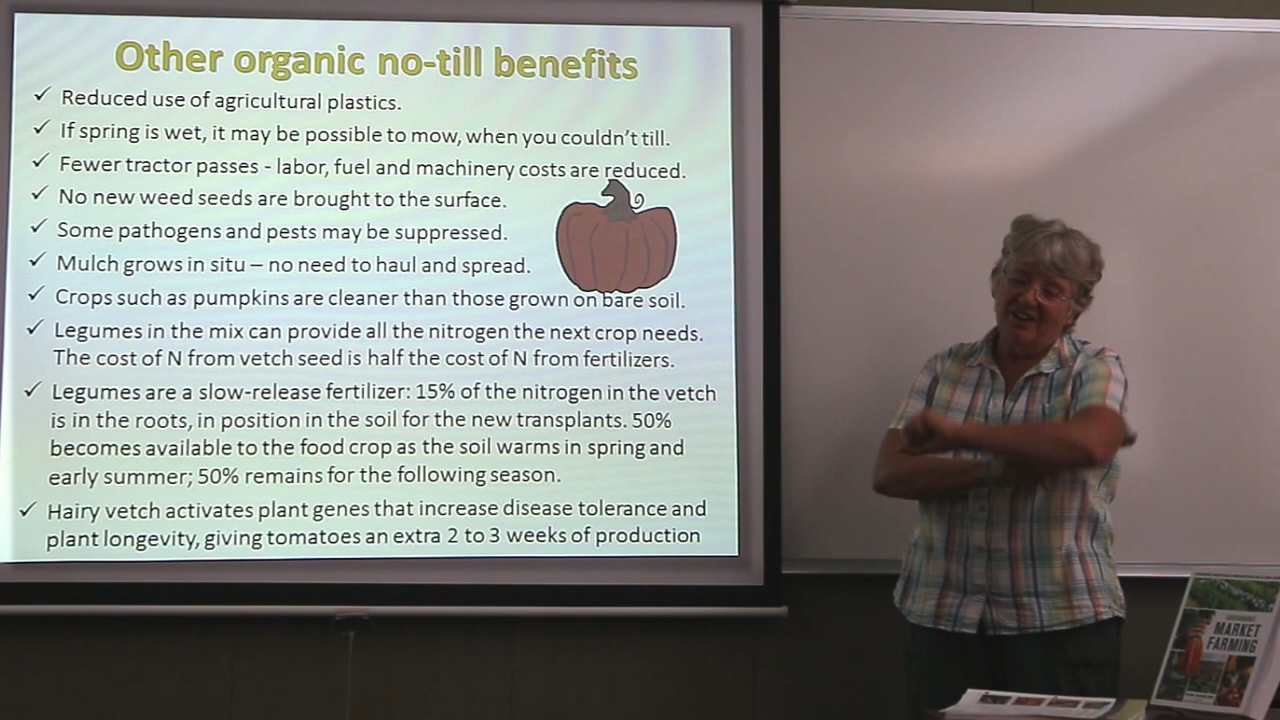 Other organic no-till benefits
✓ Reduced use of agricultural plastics.
✓ If spring is wet, it may be possible to mow, when you couldn't till.
✓ Fewer tractor passes - labor, fuel and machinery costs are reduced.
✓ No new weed seeds are brought to the surface.
✓ Some pathogens and pests may be suppressed.
✓ Mulch grows in situ – no need to haul and spread.
✓ Crops such as pumpkins are cleaner than those grown on bare soil.
✓ Legumes in the mix can provide all the nitrogen the next crop needs.
The cost of N from vetch seed is half the cost of N from fertilizers.
✓ Legumes are a slow-release fertilizer: 15% of the nitrogen in the vetch
is in the roots, in position in the soil for the new transplants. 50%
becomes available to the food crop as the soil warms in spring and
early summer; 50% remains for the following season.
✓ Hairy vetch activates plant genes that increase disease tolerance and
plant longevity, giving tomatoes an extra 2 to 3 weeks of production
MARKET
FARMING